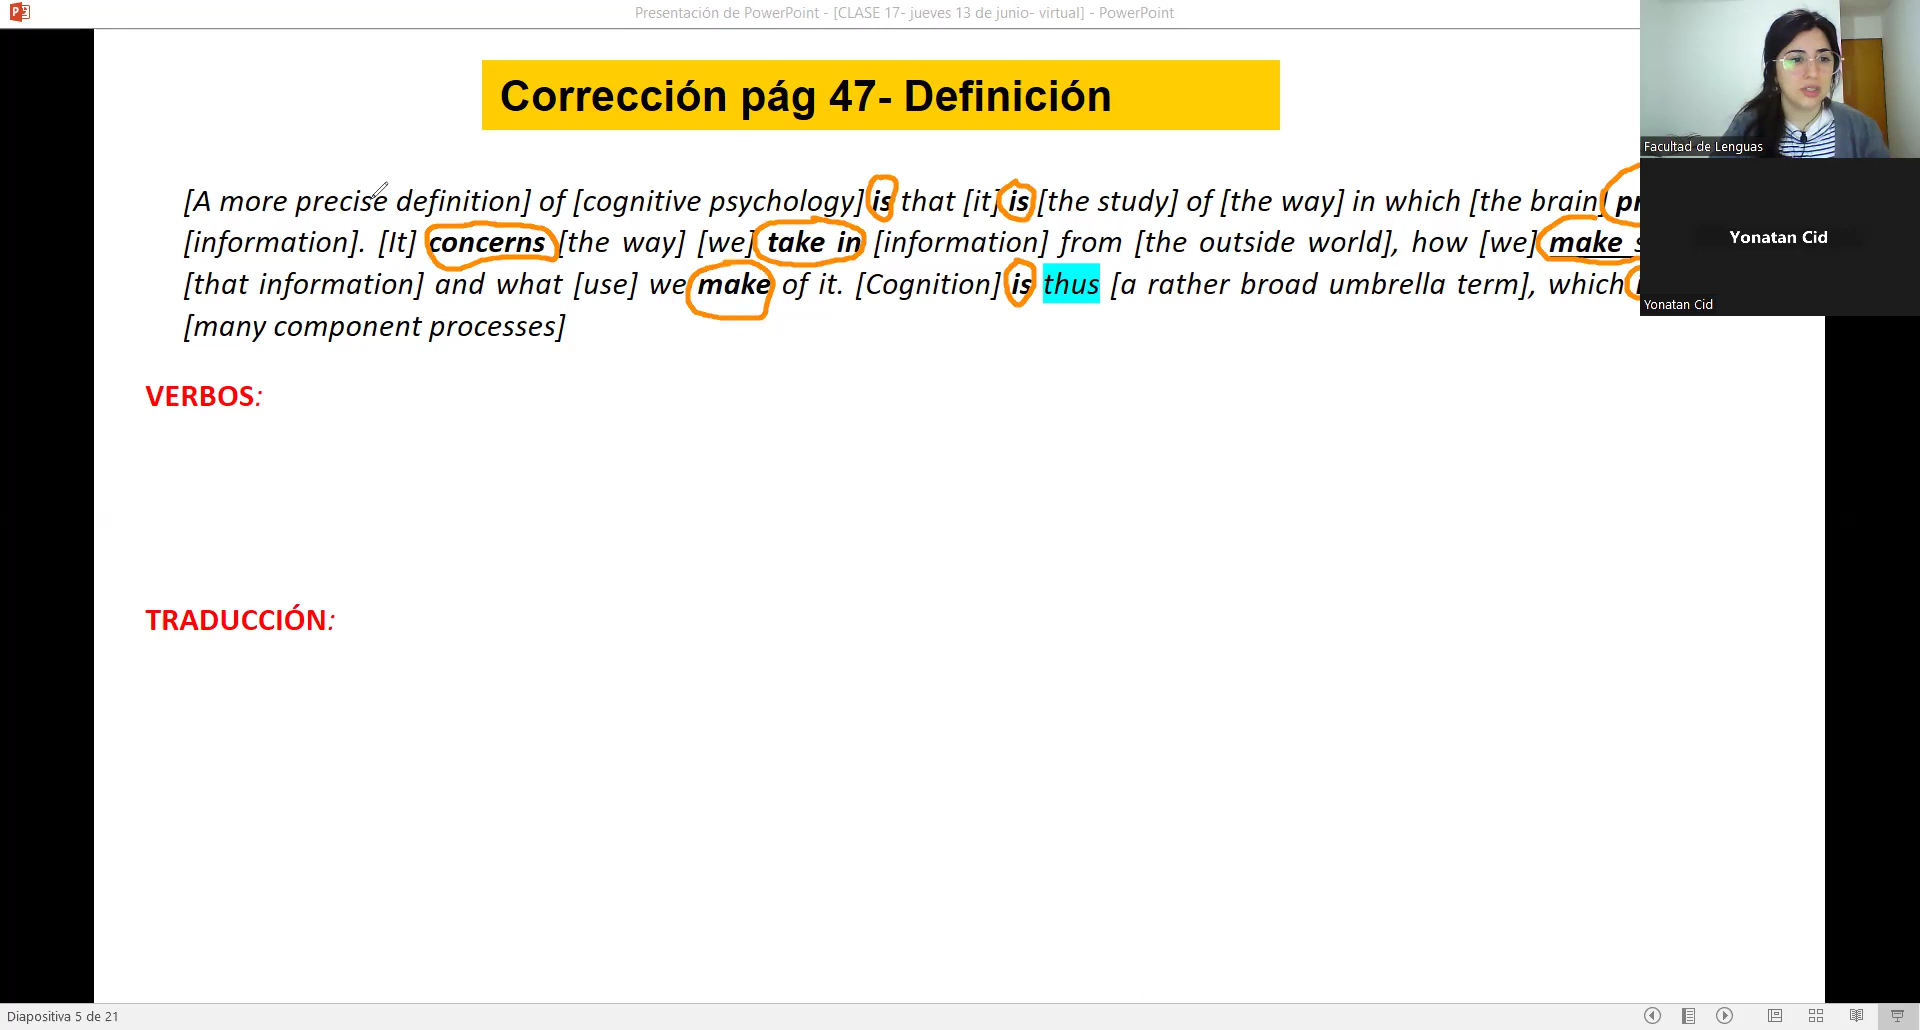 Presentación de PowerPoint - [CLASE 17- jueves 13 de junio- virtual] - PowerPoint
Corrección pág 47- Definición
Facultad de Lenguas
[A more precise definition] of [cognitive psychology] is that [it] is [the study] of [the way] in which [the brain]
[information]. [It] concerns [the way] [we] take in [information] from [the outside world], how [we] make
[that information] and what [use] we make of it. [Cognition] is thus [a rather broad umbrella term], which
[many component processes]
Yonatan Cid
Yonatan Cid
VERBOS:
TRADUCCIÓN:
Diapositiva 5 de 21